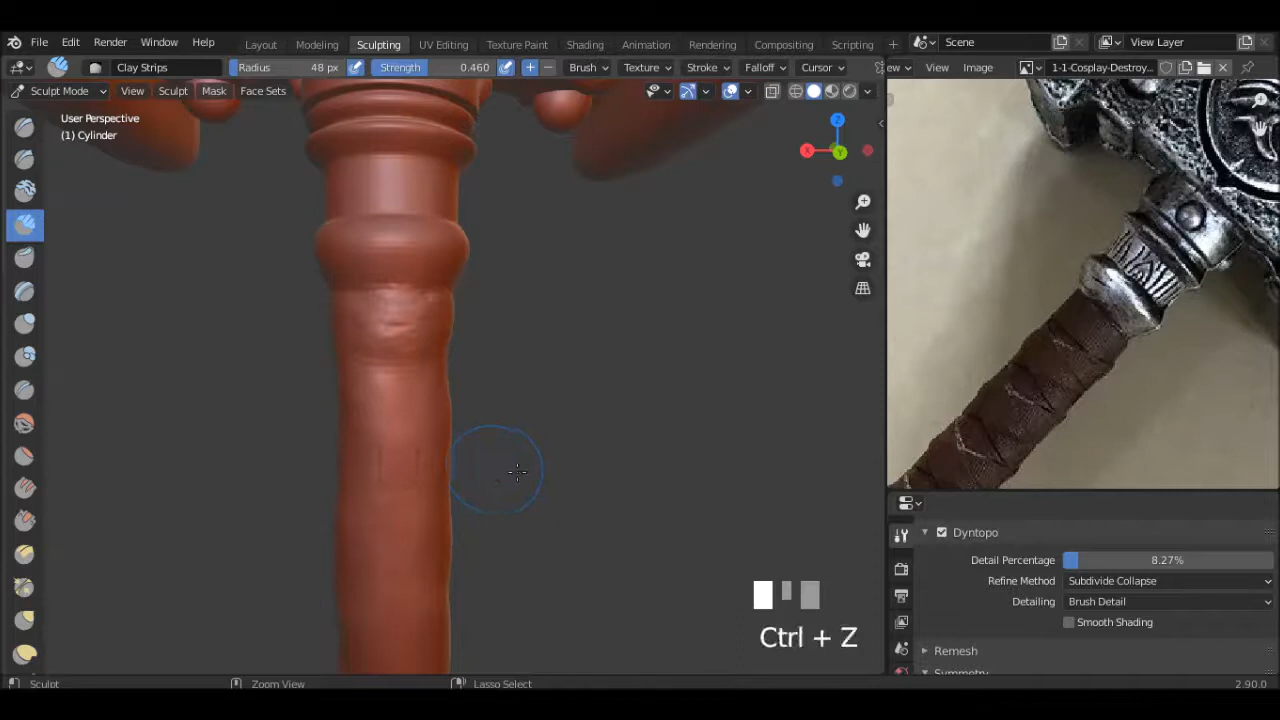 File Edit Render Window Help Layout Modeling Sculpting UV Editing Texture Paint Shading Animation Rendering Compositing Scripting + Scene View Layer
Clay Strips Radius 48 px Strength 0.460 + − Brush Texture Stroke Falloff Cursor ew View Image 1-1-Cosplay-Destroy...
Sculpt Mode View Sculpt Mask Face Sets
User Perspective
(1) Cylinder
Z
X
Y
Dyntopo
Detail Percentage 8.27%
Refine Method Subdivide Collapse
Detailing Brush Detail
Smooth Shading
Ctrl + Z
Remesh
Symmetry
Sculpt Zoom View Lasso Select 2.90.0